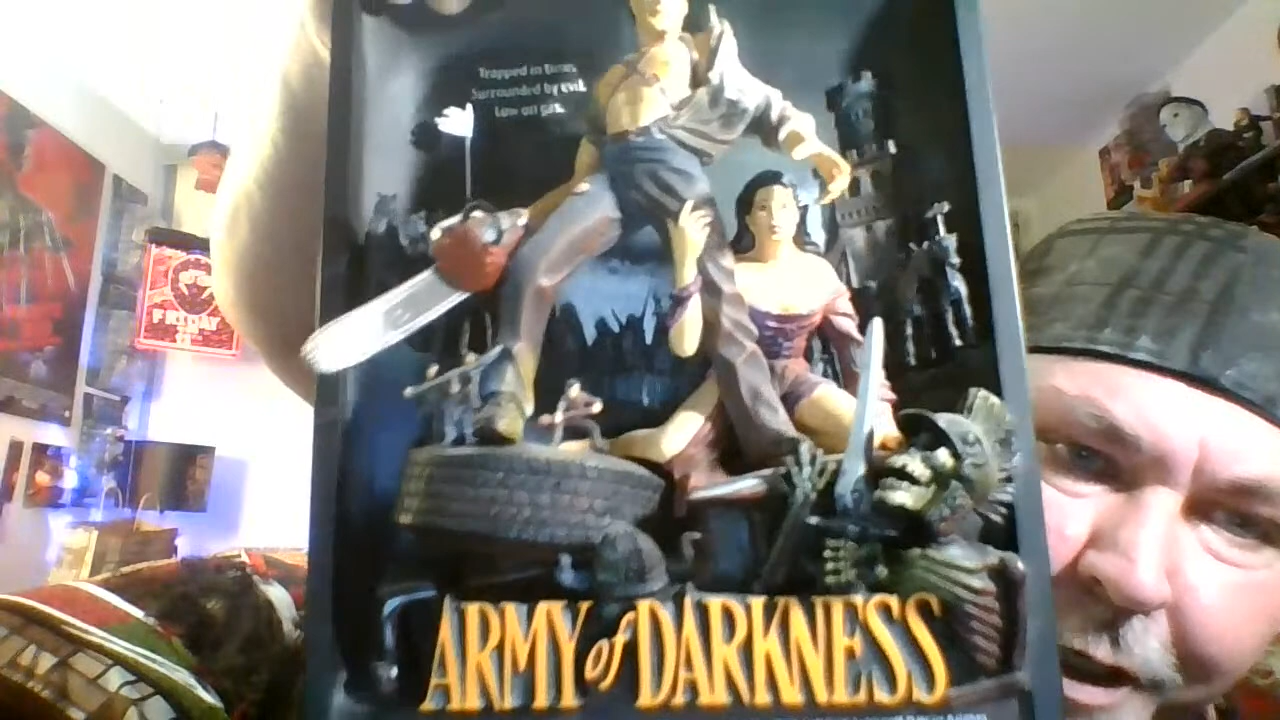 Trapped in time.
Surrounded by evil.
Low on gas.
FRIDAY
ARMY of DARKNESS